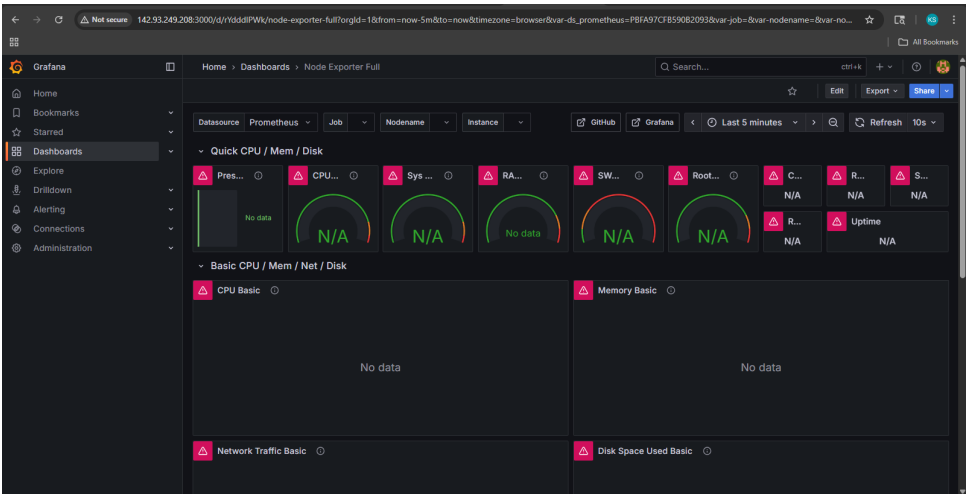 Not secure 142.93.249.208:3000/d/rYdddlPWk/node-exporter-full?orgId=1&from=now-5m&to=now&timezone=browser&var-ds_prometheus=PBFA97CFB590B2093&var-job=&var-nodename=&var-no...
KS
All Bookmarks
Grafana
Home > Dashboards > Node Exporter Full
Search...
ctrl+k
Home
Bookmarks
Starred
Dashboards
Explore
Drilldown
Alerting
Connections
Administration
Edit
Export
Share
Datasource Prometheus Job Nodename Instance
GitHub Grafana Last 5 minutes Refresh 10s
Quick CPU / Mem / Disk
Pres... CPU... Sys ... RA... SW... Root... C... R... S...
No data N/A N/A No data N/A N/A N/A N/A N/A
R... Uptime
N/A N/A
Basic CPU / Mem / Net / Disk
CPU Basic Memory Basic
No data No data
Network Traffic Basic Disk Space Used Basic